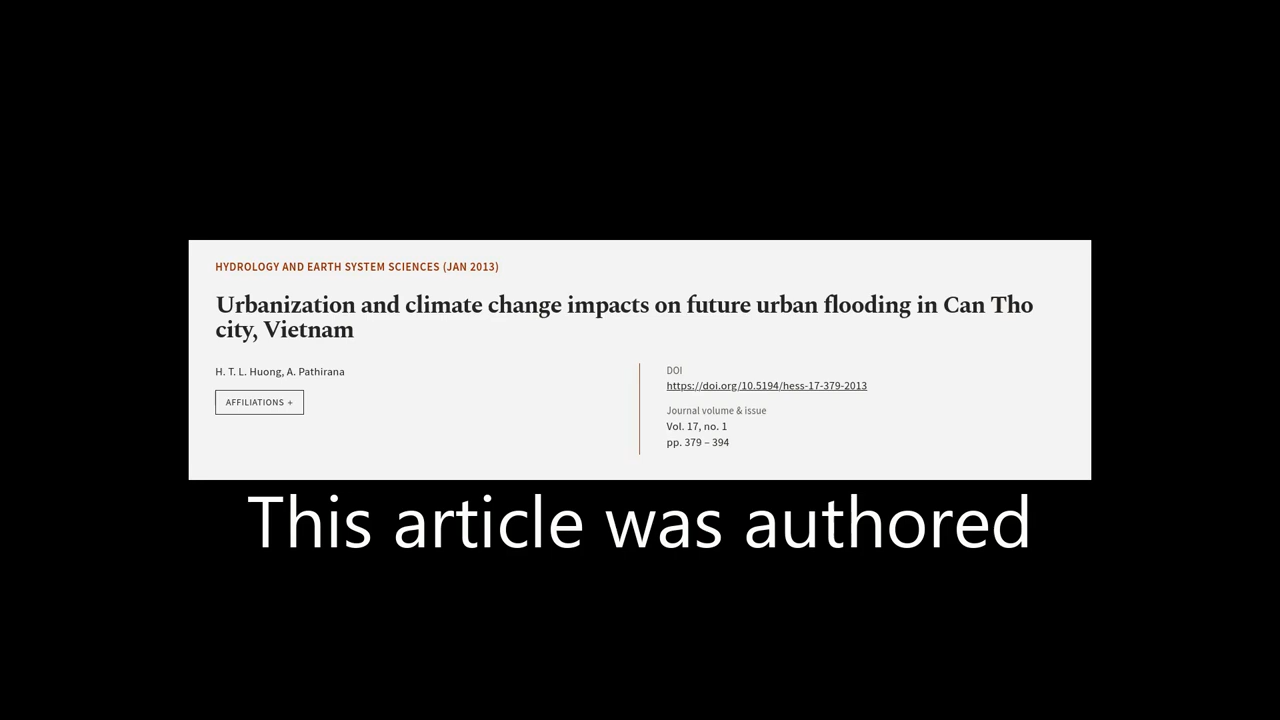 HYDROLOGY AND EARTH SYSTEM SCIENCES (JAN 2013)
Urbanization and climate change impacts on future urban flooding in Can Tho
city, Vietnam
H. T. L. Huong, A. Pathirana
AFFILIATIONS +
DOI
https://doi.org/10.5194/hess-17-379-2013
Journal volume & issue
Vol. 17, no. 1
pp. 379 – 394
This article was authored